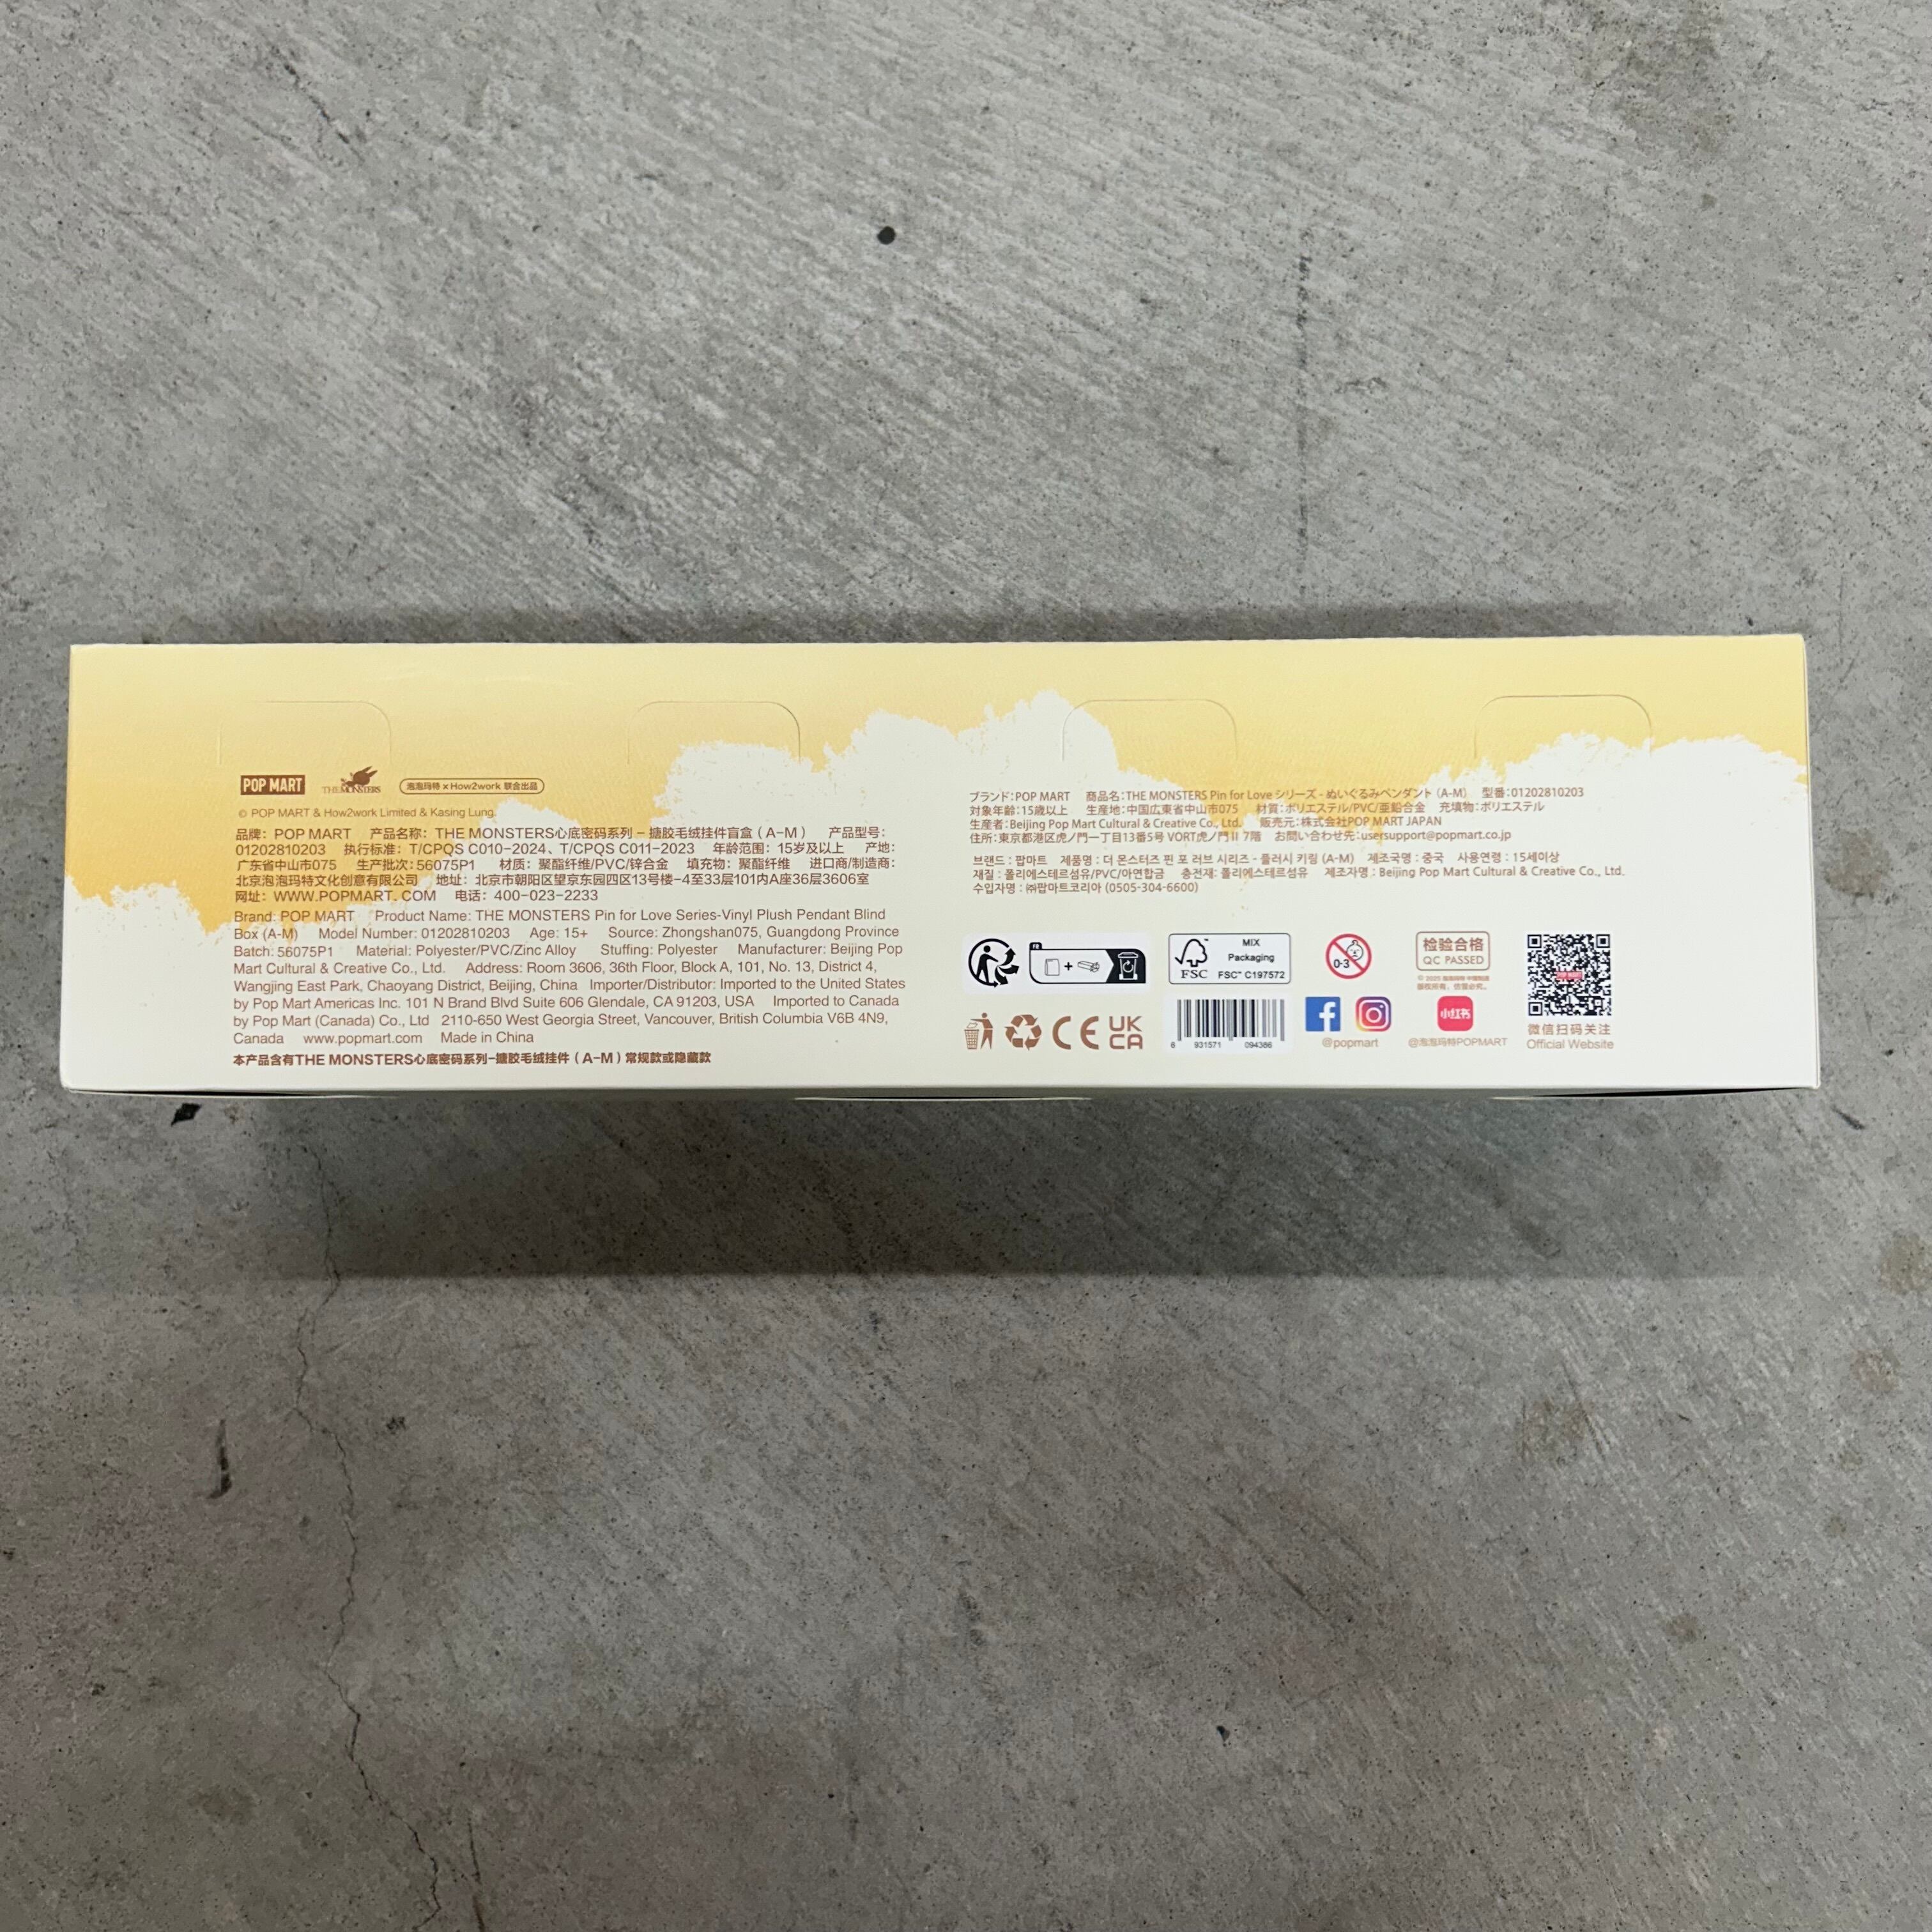 POP MART THE MONSTERS 泡泡玛特 × How2work 联合出品
© POP MART & How2work Limited & Kasing Lung.
品牌：POP MART 产品名称：THE MONSTERS心底密码系列－搪胶毛绒挂件盲盒（A-M） 产品型号：
01202810203 执行标准：T/CPQS C010-2024、T/CPQS C011-2023 年龄范围：15岁及以上 产地：
广东省中山市075 生产批次：56075P1 材质：聚酯纤维/PVC/锌合金 填充物：聚酯纤维 进口商/制造商：
北京泡泡玛特文化创意有限公司 地址：北京市朝阳区望京东园四区13号楼-4至33层101内A座36层3606室
网址：WWW.POPMART.COM 电话：400-023-2233
Brand: POP MART Product Name: THE MONSTERS Pin for Love Series-Vinyl Plush Pendant Blind
Box (A-M) Model Number: 01202810203 Age: 15+ Source: Zhongshan075, Guangdong Province
Batch: 56075P1 Material: Polyester/PVC/Zinc Alloy Stuffing: Polyester Manufacturer: Beijing Pop
Mart Cultural & Creative Co., Ltd. Address: Room 3606, 36th Floor, Block A, 101, No. 13, District 4,
Wangjing East Park, Chaoyang District, Beijing, China Importer/Distributor: Imported to the United States
by Pop Mart Americas Inc. 101 N Brand Blvd Suite 606 Glendale, CA 91203, USA Imported to Canada
by Pop Mart (Canada) Co., Ltd 2110-650 West Georgia Street, Vancouver, British Columbia V6B 4N9,
Canada www.popmart.com Made in China
本产品含有THE MONSTERS心底密码系列-搪胶毛绒挂件（A-M）常规款或隐藏款
ブランド：POP MART 商品名：THE MONSTERS Pin for Love シリーズ - ぬいぐるみペンダント (A-M) 型番：01202810203
対象年齢：15歳以上 生産地：中国広東省中山市075 材質：ポリエステル/PVC/亜鉛合金 充填物：ポリエステル
生産者：Beijing Pop Mart Cultural & Creative Co., Ltd. 販売元：株式会社POP MART JAPAN
住所：東京都港区虎ノ門一丁目13番5号 VORT虎ノ門II 7階 お問い合わせ先：usersupport@popmart.co.jp
브랜드 : 팝마트 제품명 : 더 몬스터즈 핀 포 러브 시리즈 - 플러시 키링 (A-M) 제조국명 : 중국 사용연령 : 15세이상
재질 : 폴리에스테르섬유/PVC/아연합금 충전재: 폴리에스테르섬유 제조자명 : Beijing Pop Mart Cultural & Creative Co., Ltd.
수입자명 : ㈜팝마트코리아 (0505-304-6600)
FR
FSC™ MIX
Packaging
FSC™ C197572
0-3
检验合格
QC PASSED
版权所有，仿冒必究。
POP MART
UK
CA
6 931571 094386
@popmart
小红书
@泡泡玛特POPMART
微信扫码关注
Official Website